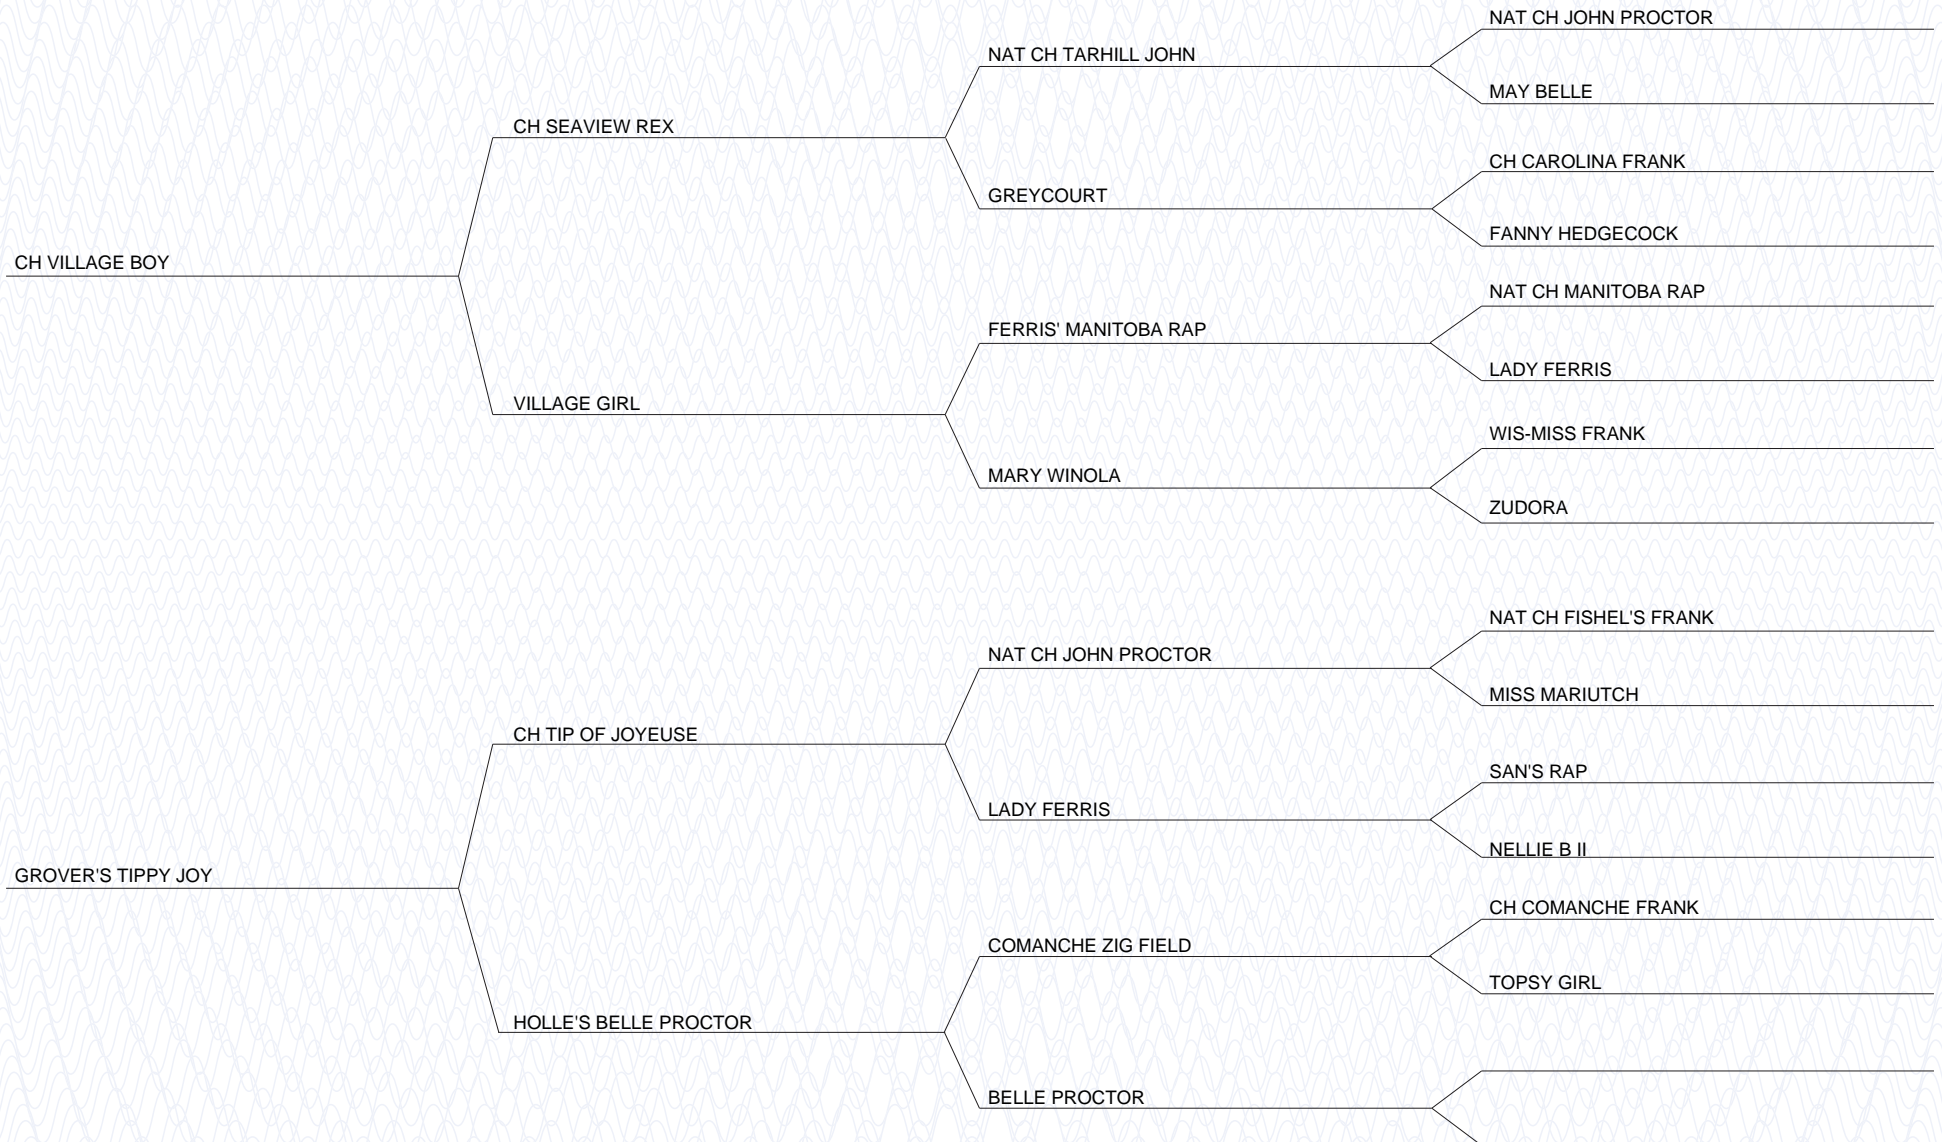 NAT CH JOHN PROCTOR
NAT CH TARHILL JOHN
MAY BELLE
CH SEAVIEW REX
CH CAROLINA FRANK
GREYCOURT
FANNY HEDGECOCK
CH VILLAGE BOY
NAT CH MANITOBA RAP
FERRIS' MANITOBA RAP
LADY FERRIS
VILLAGE GIRL
WIS-MISS FRANK
MARY WINOLA
ZUDORA
NAT CH FISHEL'S FRANK
NAT CH JOHN PROCTOR
MISS MARIUTCH
CH TIP OF JOYEUSE
SAN'S RAP
LADY FERRIS
NELLIE B II
GROVER'S TIPPY JOY
CH COMANCHE FRANK
COMANCHE ZIG FIELD
TOPSY GIRL
HOLLE'S BELLE PROCTOR
BELLE PROCTOR